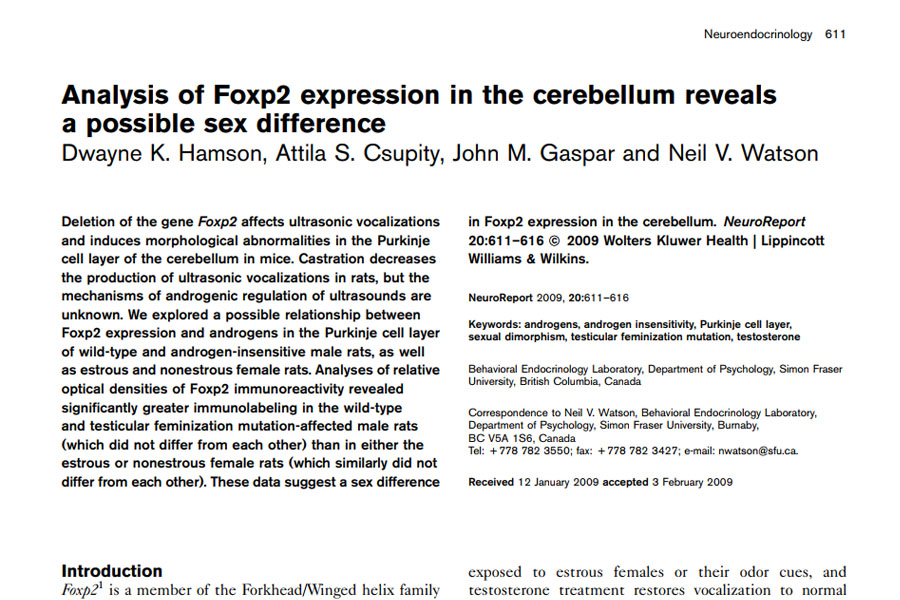 Neuroendocrinology 611
Analysis of Foxp2 expression in the cerebellum reveals
a possible sex difference
Dwayne K. Hamson, Attila S. Csupity, John M. Gaspar and Neil V. Watson
Deletion of the gene Foxp2 affects ultrasonic vocalizations
and induces morphological abnormalities in the Purkinje
cell layer of the cerebellum in mice. Castration decreases
the production of ultrasonic vocalizations in rats, but the
mechanisms of androgenic regulation of ultrasounds are
unknown. We explored a possible relationship between
Foxp2 expression and androgens in the Purkinje cell layer
of wild-type and androgen-insensitive male rats, as well
as estrous and nonestrous female rats. Analyses of relative
optical densities of Foxp2 immunoreactivity revealed
significantly greater immunolabeling in the wild-type
and testicular feminization mutation-affected male rats
(which did not differ from each other) than in either the
estrous or nonestrous female rats (which similarly did not
differ from each other). These data suggest a sex difference
in Foxp2 expression in the cerebellum. NeuroReport
20:611–616 © 2009 Wolters Kluwer Health | Lippincott
Williams & Wilkins.
NeuroReport 2009, 20:611–616
Keywords: androgens, androgen insensitivity, Purkinje cell layer,
sexual dimorphism, testicular feminization mutation, testosterone
Behavioral Endocrinology Laboratory, Department of Psychology, Simon Fraser
University, British Columbia, Canada
Correspondence to Neil V. Watson, Behavioral Endocrinology Laboratory,
Department of Psychology, Simon Fraser University, Burnaby,
BC V5A 1S6, Canada
Tel: +778 782 3550; fax: +778 782 3427; e-mail: nwatson@sfu.ca.
Received 12 January 2009 accepted 3 February 2009
Introduction
Foxp2¹ is a member of the Forkhead/Winged helix family
exposed to estrous females or their odor cues, and
testosterone treatment restores vocalization to normal